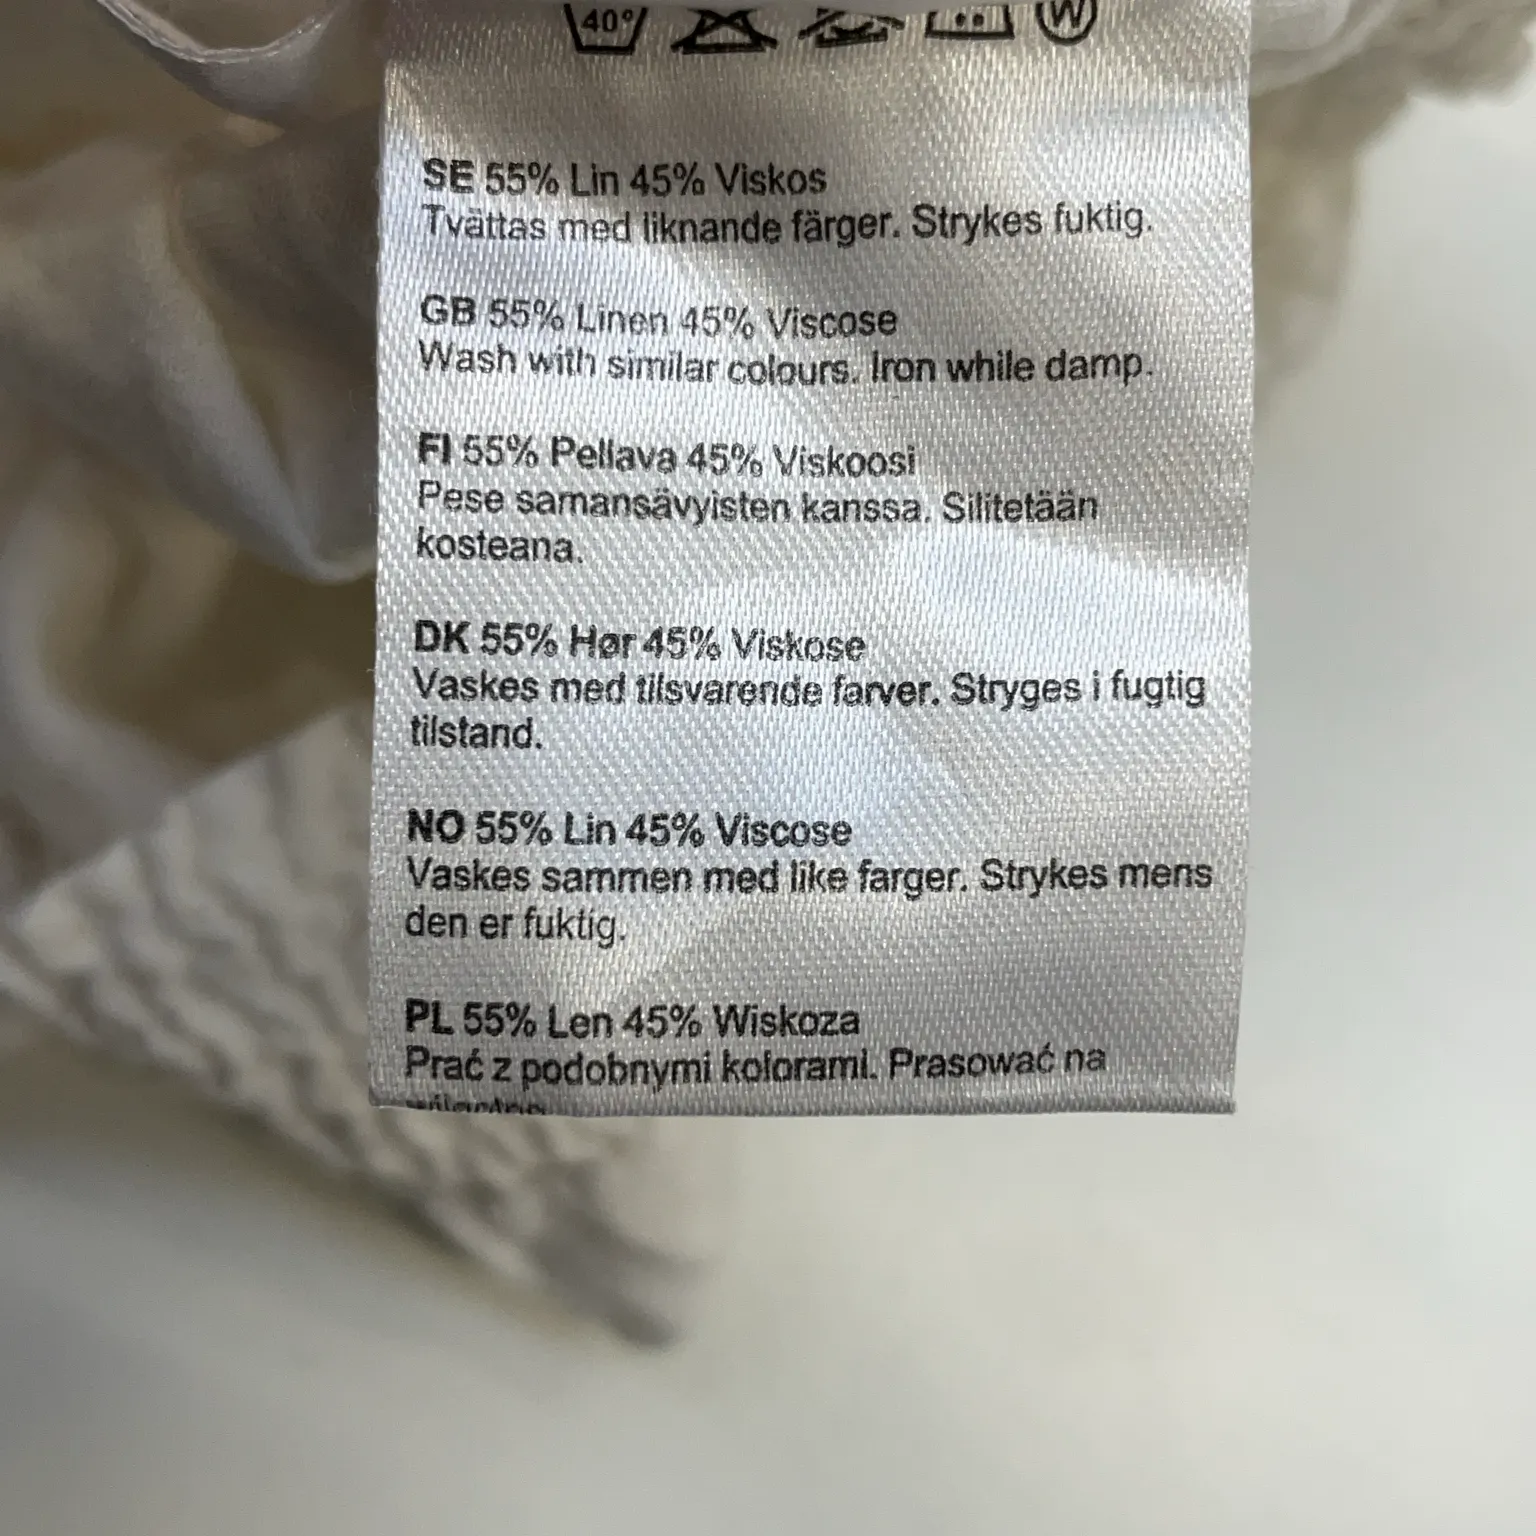 40°
W
SE 55% Lin 45% Viskos
Tvättas med liknande färger. Strykes fuktig.
GB 55% Linen 45% Viscose
Wash with similar colours. Iron while damp.
FI 55% Pellava 45% Viskoosi
Pese samansävyisten kanssa. Silitetään
kosteana.
DK 55% Hør 45% Viskose
Vaskes med tilsvarende farver. Stryges i fugtig
tilstand.
NO 55% Lin 45% Viscose
Vaskes sammen med like farger. Strykes mens
den er fuktig.
PL 55% Len 45% Wiskoza
Prać z podobnymi kolorami. Prasować na